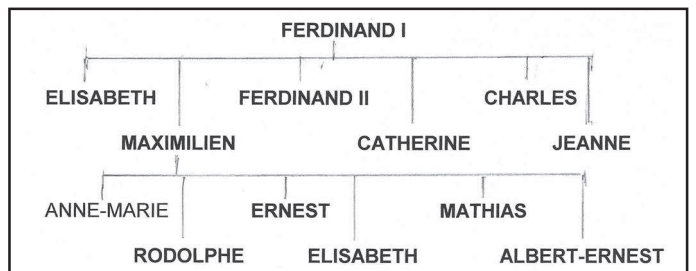 FERDINAND I
ELISABETH FERDINAND II CHARLES
MAXIMILIEN CATHERINE JEANNE
ANNE-MARIE ERNEST MATHIAS
RODOLPHE ELISABETH ALBERT-ERNEST